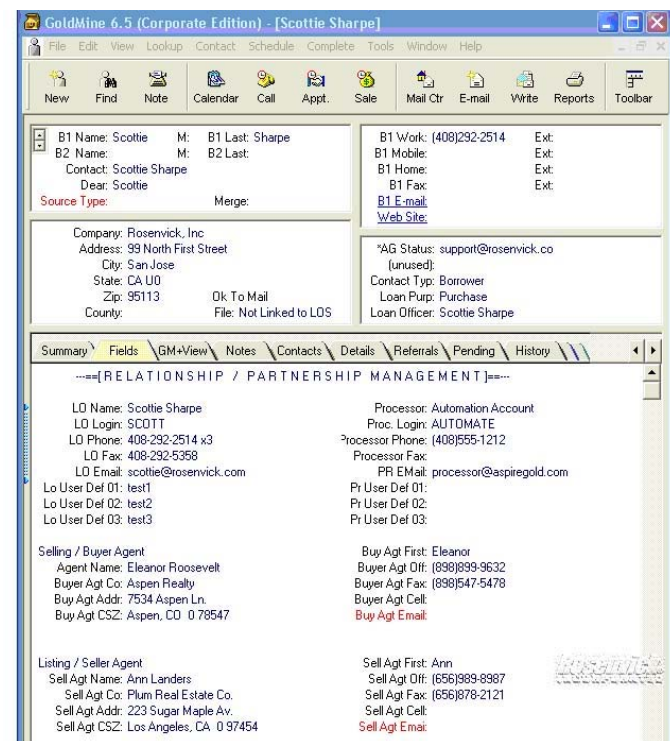 GoldMine 6.5 (Corporate Edition) - [Scottie Sharpe]
File Edit View Lookup Contact Schedule Complete Tools Window Help
New Find Note Calendar Call Appt. Sale Mail Ctr E-mail Write Reports Toolbar
B1 Name: Scottie M: B1 Last: Sharpe
B2 Name: M: B2 Last:
Contact: Scottie Sharpe
Dear: Scottie
Source Type: Merge:
B1 Work: (408)292-2514 Ext:
B1 Mobile: Ext:
B1 Home: Ext:
B1 Fax: Ext:
B1 E-mail:
Web Site:
Company: Rosenvick, Inc
Address: 99 North First Street
City: San Jose
State: CA U0
Zip: 95113 Ok To Mail
County: File: Not Linked to LOS
*AG Status: support@rosenvick.co
(unused):
Contact Typ: Borrower
Loan Purp: Purchase
Loan Officer: Scottie Sharpe
Summary Fields GM+View Notes Contacts Details Referrals Pending History
---==[ R E L A T I O N S H I P / P A R T N E R S H I P M A N A G E M E N T ]==---
LO Name: Scottie Sharpe
LO Login: SCOTT
LO Phone: 408-292-2514 x3
LO Fax: 408-292-5358
LO Email: scottie@rosenvick.com
Lo User Def 01: test1
Lo User Def 02: test2
Lo User Def 03: test3
Processor: Automation Account
Proc. Login: AUTOMATE
Processor Phone: (408)555-1212
Processor Fax:
PR EMail: processor@aspiregold.com
Pr User Def 01:
Pr User Def 02:
Pr User Def 03:
Selling / Buyer Agent
Agent Name: Eleanor Roosevelt
Buyer Agt Co: Aspen Realty
Buy Agt Addr: 7534 Aspen Ln.
Buy Agt CSZ: Aspen, CO 0 78547
Buy Agt First: Eleanor
Buyer Agt Off: (898)899-9632
Buyer Agt Fax: (898)547-5478
Buyer Agt Cell:
Buy Agt Email:
Listing / Seller Agent
Sell Agt Name: Ann Landers
Sell Agt Co: Plum Real Estate Co.
Sell Agt Addr: 223 Sugar Maple Av.
Sell Agt CSZ: Los Angeles, CA 0 97454
Sell Agt First: Ann
Sell Agt Off: (656)989-8987
Sell Agt Fax: (656)878-2121
Sell Agt Cell:
Sell Agt Emai:
Rosenvick